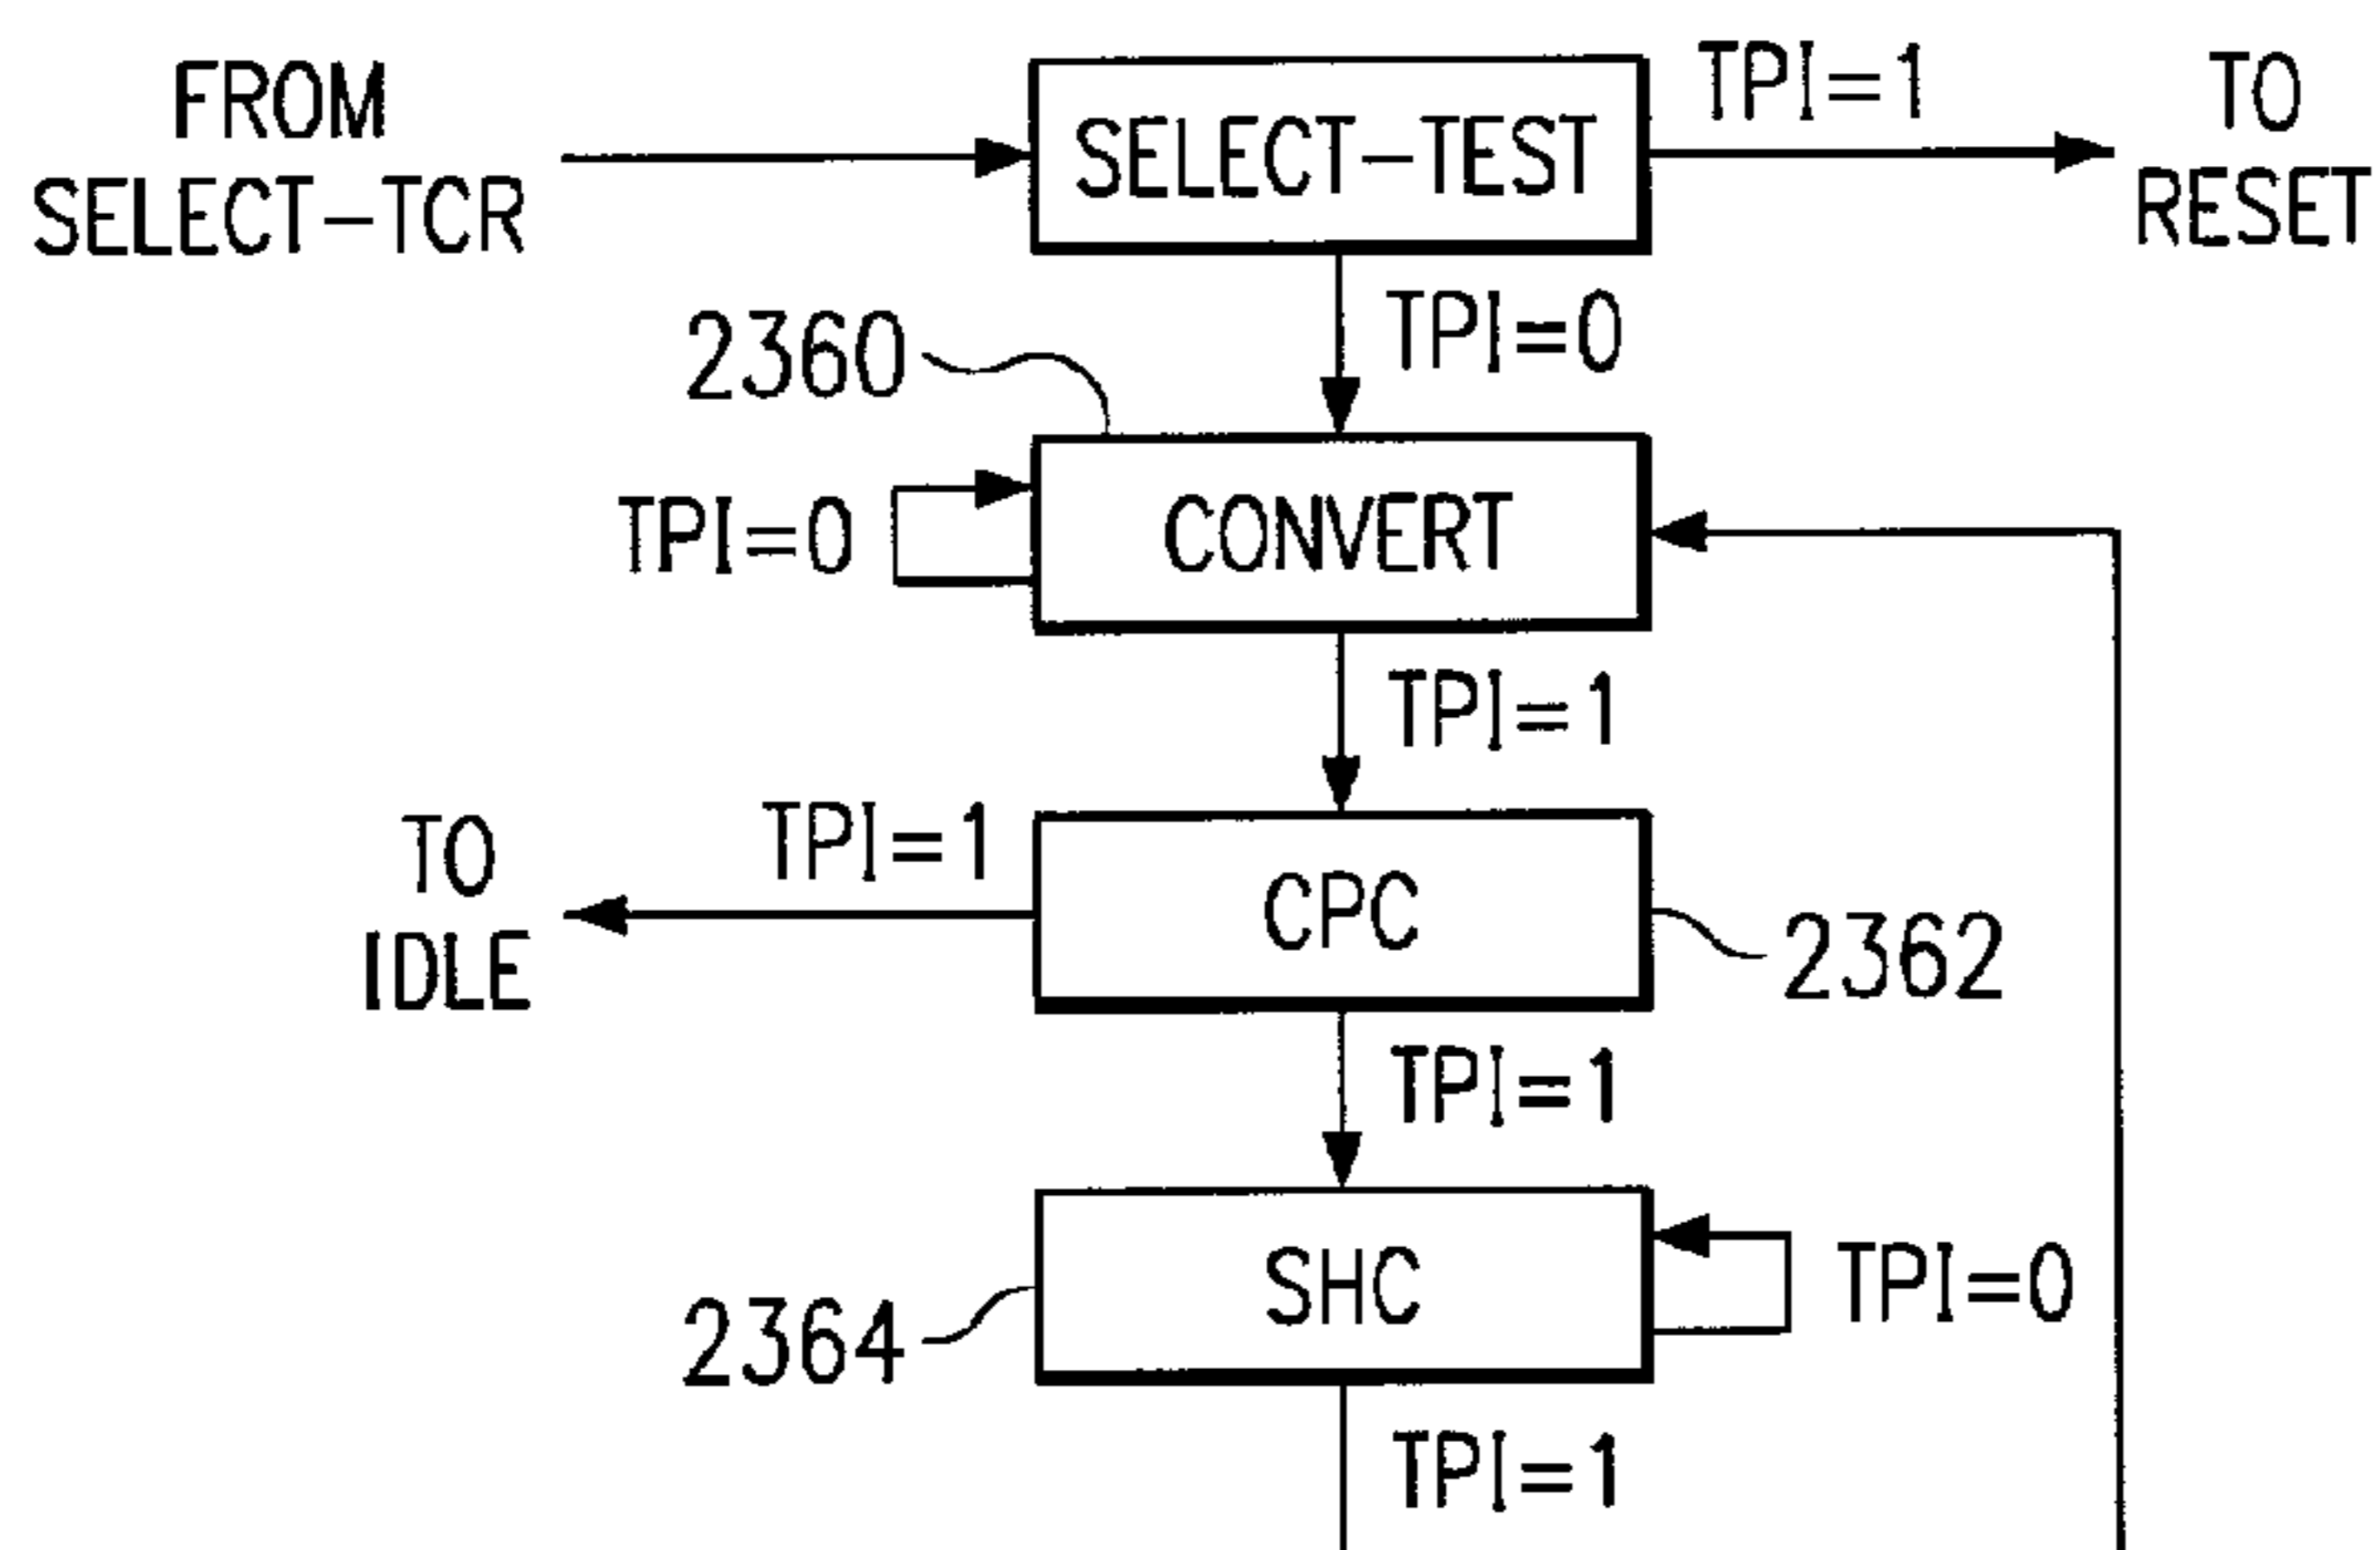 FROM
SELECT-TCR
SELECT-TEST
TPI=1
TO
RESET
TPI=0
2360
TPI=0
CONVERT
TPI=1
TO
IDLE
TPI=1
CPC
2362
TPI=1
SHC
TPI=0
2364
TPI=1